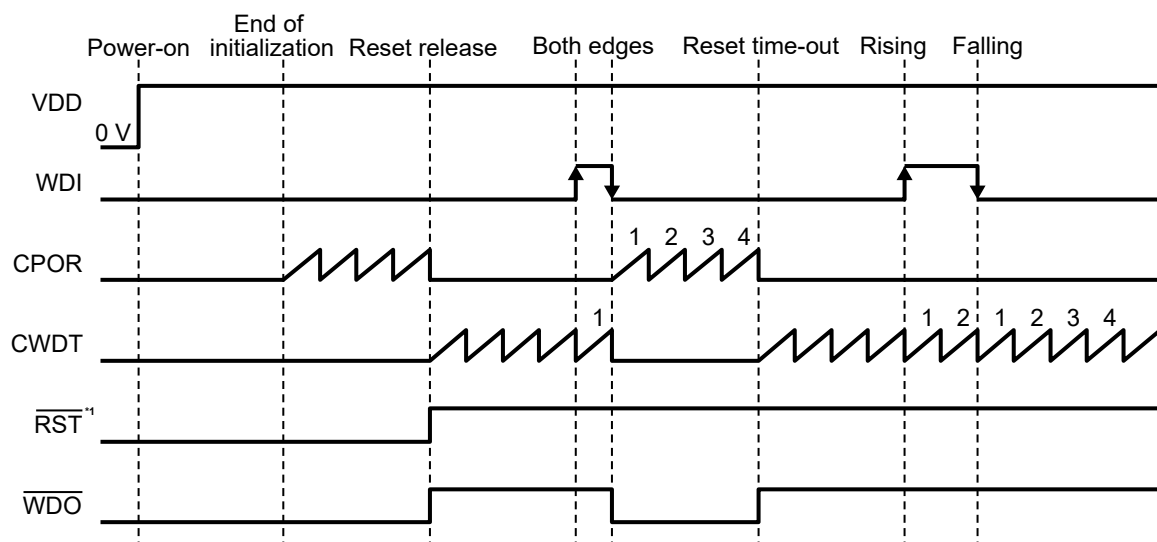 End of
Power-on initialization Reset release Both edges Reset time-out Rising Falling
VDD
0 V
WDI
1 2 3 4
CPOR
1 1 2 1 2 3 4
CWDT
RST*1
WDO